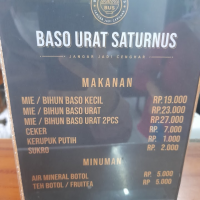 BASO URAT SATURNUS
MAKANAN
MIE / BIHUN BASO KECIL RP.19.000
MIE / BIHUN BASO URAT RP.23.000
MIE / BIHUN BASO URAT 2PCS RP.27.000
CEKER RP. 7.000
KERUPUK PUTIH RP. 1.000
SUKRO RP. 2.000
MINUMAN
AIR MINERAL BOTOL RP. 5.000
TEH BOTOL / FRUITEA RP. 5.000